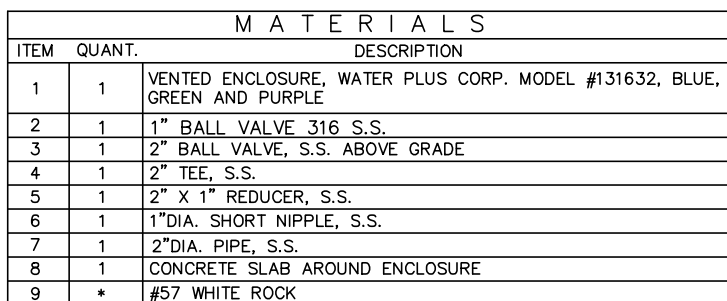 MATERIALS
ITEM QUANT. DESCRIPTION
1 1 VENTED ENCLOSURE, WATER PLUS CORP. MODEL #131632, BLUE,
GREEN AND PURPLE
2 1 1" BALL VALVE 316 S.S.
3 1 2" BALL VALVE, S.S. ABOVE GRADE
4 1 2" TEE, S.S.
5 1 2" X 1" REDUCER, S.S.
6 1 1"DIA. SHORT NIPPLE, S.S.
7 1 2"DIA. PIPE, S.S.
8 1 CONCRETE SLAB AROUND ENCLOSURE
9 * #57 WHITE ROCK